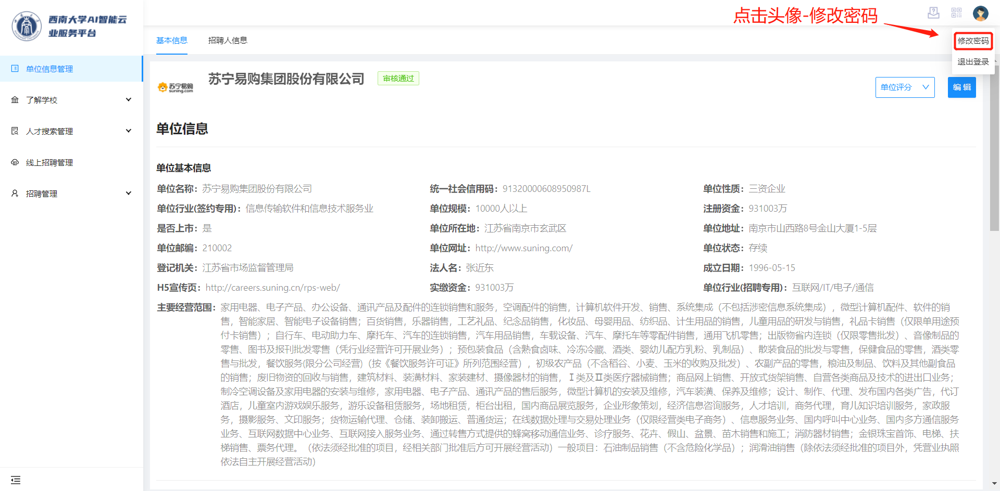 西南大学AI智能云
业服务平台
点击头像-修改密码
修改密码
退出登录
基本信息
招聘人信息
单位信息管理
了解学校
人才搜索管理
线上招聘管理
招聘管理
苏宁易购
suning.com
苏宁易购集团股份有限公司
审核通过
单位评分
编 辑
单位信息
单位基本信息
单位名称： 苏宁易购集团股份有限公司
统一社会信用码： 91320000608950987L
单位性质： 三资企业
单位行业(签约专用)： 信息传输软件和信息技术服务业
单位规模： 10000人以上
注册资金： 931003万
是否上市： 是
单位所在地： 江苏省南京市玄武区
单位地址： 南京市山西路8号金山大厦1-5层
单位邮编： 210002
单位网址： http://www.suning.com/
单位状态： 存续
登记机关： 江苏省市场监督管理局
法人名： 张近东
成立日期： 1996-05-15
H5宣传页： http://careers.suning.cn/rps-web/
实缴资金： 931003万
单位行业(招聘专用)： 互联网/IT/电子/通信
主要经营范围： 家用电器、电子产品、办公设备、通讯产品及配件的连锁销售和服务，空调配件的销售，计算机软件开发、销售、系统集成（不包括涉密信息系统集成），微型计算机配件、软件的销
售，智能家居、智能电子设备销售；百货销售，乐器销售，工艺礼品、纪念品销售，化妆品、母婴用品、纺织品、计生用品的销售，儿童用品的研发与销售，礼品卡销售（仅限单用途预
付卡销售）；自行车、电动助力车、摩托车、汽车的连锁销售，汽车用品销售，车载设备、汽车、摩托车等零配件销售，通用飞机零售；出版物省内连锁（仅限零售批发）、音像制品的
零售、图书及报刊批发零售（凭行业经营许可开展业务）；预包装食品（含熟食卤味、冷冻冷藏、酒类、婴幼儿配方乳粉、乳制品）、散装食品的批发与零售，保健食品的零售，酒类零
售与批发，餐饮服务(限分公司经营)（按《餐饮服务许可证》所列范围经营），初级农产品（不含稻谷、小麦、玉米的收购及批发）、农副产品的零售，粮油及制品、饮料及其他副食品
的销售；废旧物资的回收与销售，建筑材料、装潢材料、家装建材、摄像器材的销售，Ⅰ类及Ⅱ类医疗器械销售；商品网上销售、开放式货架销售、自营各类商品及技术的进出口业务；
制冷空调设备及家用电器的安装与维修，家用电器、电子产品、通讯产品的售后服务，微型计算机的安装及维修，汽车装潢、保养及维修；设计、制作、代理、发布国内各类广告，代订
酒店，儿童室内游戏娱乐服务，游乐设备租赁服务，场地租赁，柜台出租，国内商品展览服务，企业形象策划，经济信息咨询服务，人才培训，商务代理，育儿知识培训服务，家政服
务，摄影服务、文印服务；货物运输代理、仓储、装卸搬运、普通货运；在线数据处理与交易处理业务（仅限经营类电子商务）、信息服务业务、国内呼叫中心业务、国内多方通信服务
业务、互联网数据中心业务、互联网接入服务业务、通过转售方式提供的蜂窝移动通信业务、诊疗服务、花卉、假山、盆景、苗木销售和施工；消防器材销售；金银珠宝首饰、电梯、扶
梯销售、票务代理。（依法须经批准的项目，经相关部门批准后方可开展经营活动）一般项目：石油制品销售（不含危险化学品）；润滑油销售（除依法须经批准的项目外，凭营业执照
依法自主开展经营活动）